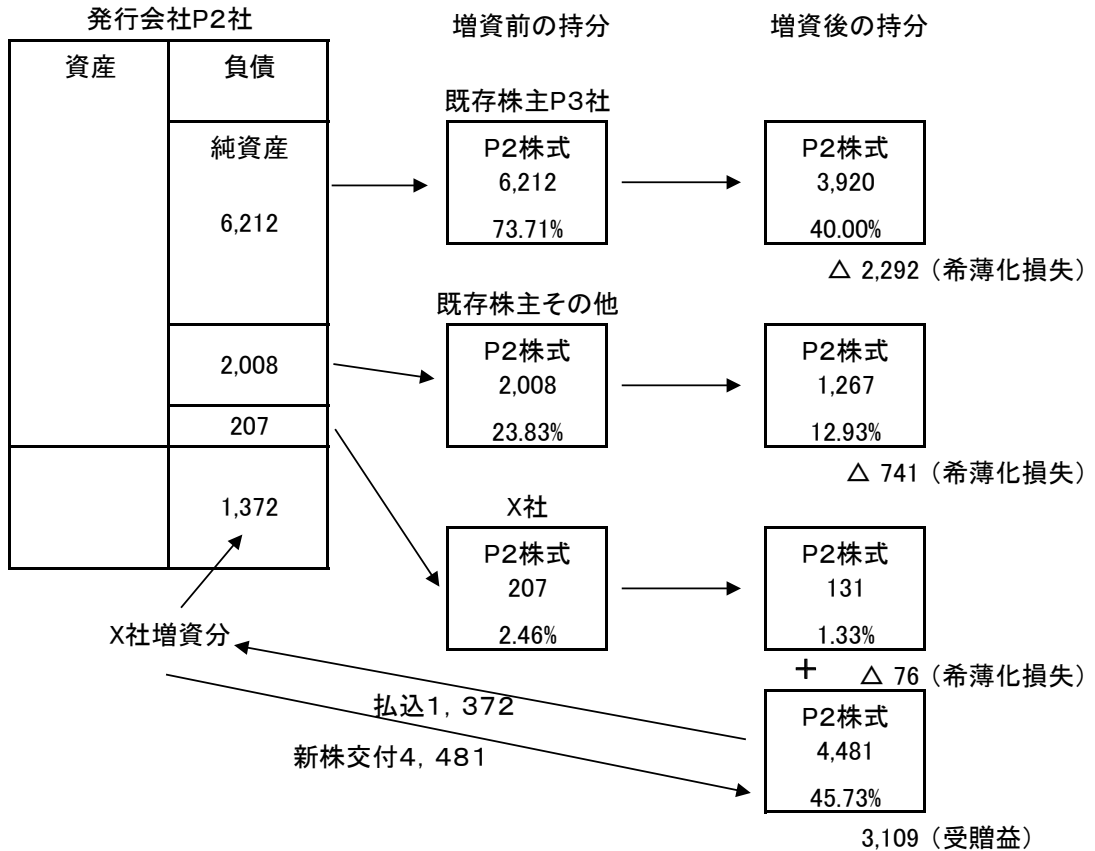 発行会社P2社
増資前の持分
増資後の持分
資産
負債
純資産
6,212
2,008
207
1,372
既存株主P3社
P2株式
6,212
73.71%
P2株式
3,920
40.00%
△ 2,292（希薄化損失）
既存株主その他
P2株式
2,008
23.83%
P2株式
1,267
12.93%
△ 741（希薄化損失）
X社
P2株式
207
2.46%
P2株式
131
1.33%
＋
△ 76（希薄化損失）
X社増資分
払込1，372
新株交付4，481
P2株式
4,481
45.73%
3,109（受贈益）